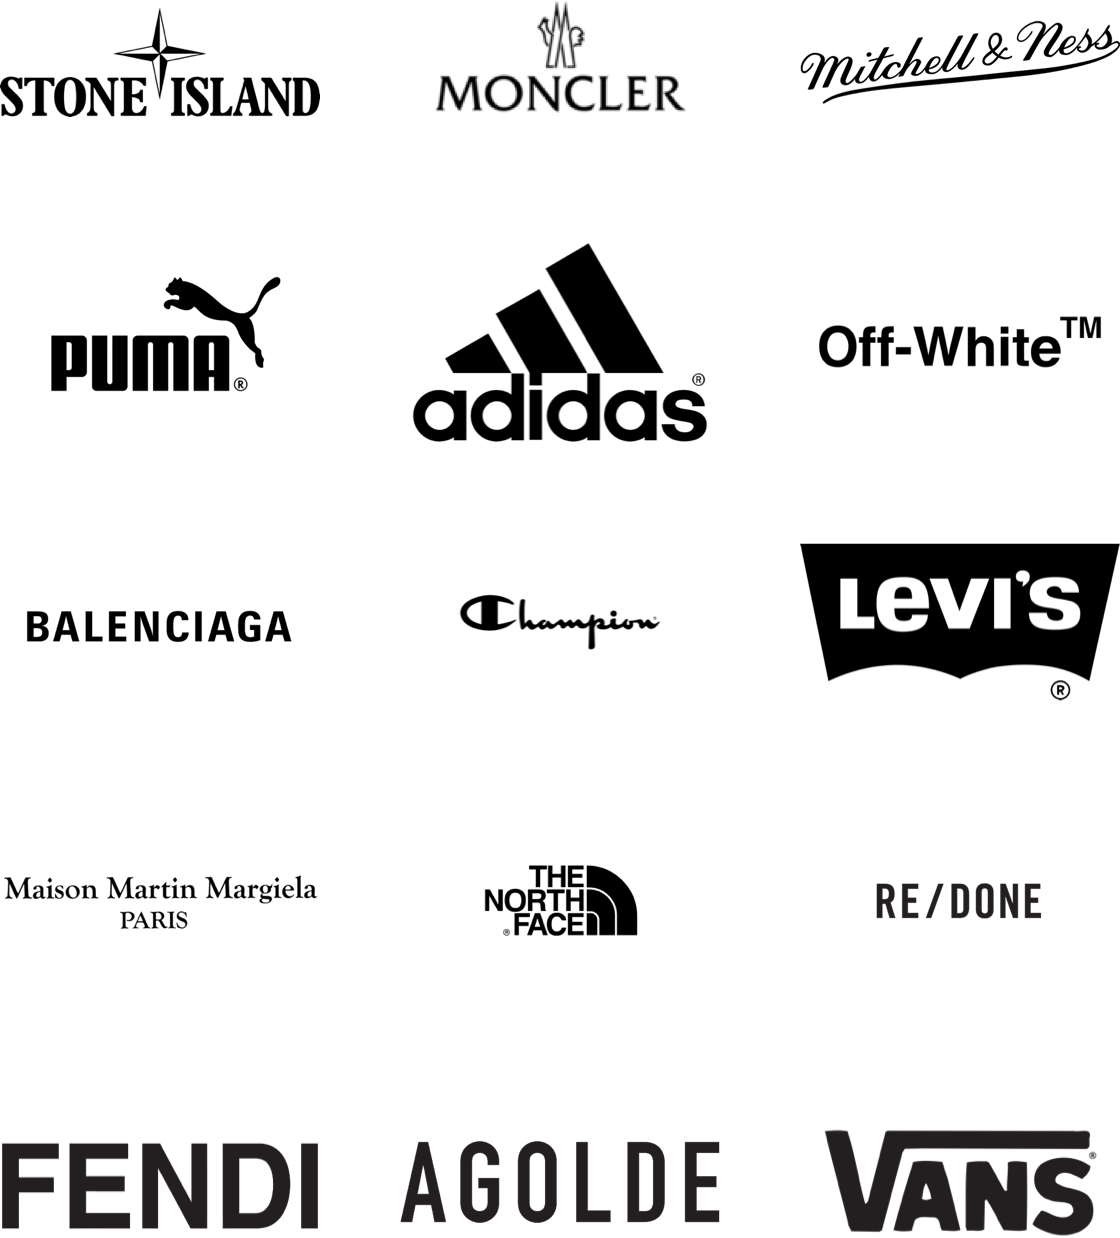 STONE ISLAND
MONCLER
Mitchell & Ness
PUMA®
adidas®
Off-White™
BALENCIAGA
Champion
LEVI'S
®
Maison Martin Margiela
PARIS
THE
NORTH
® FACE
RE/DONE
FENDI
AGOLDE
VANS®